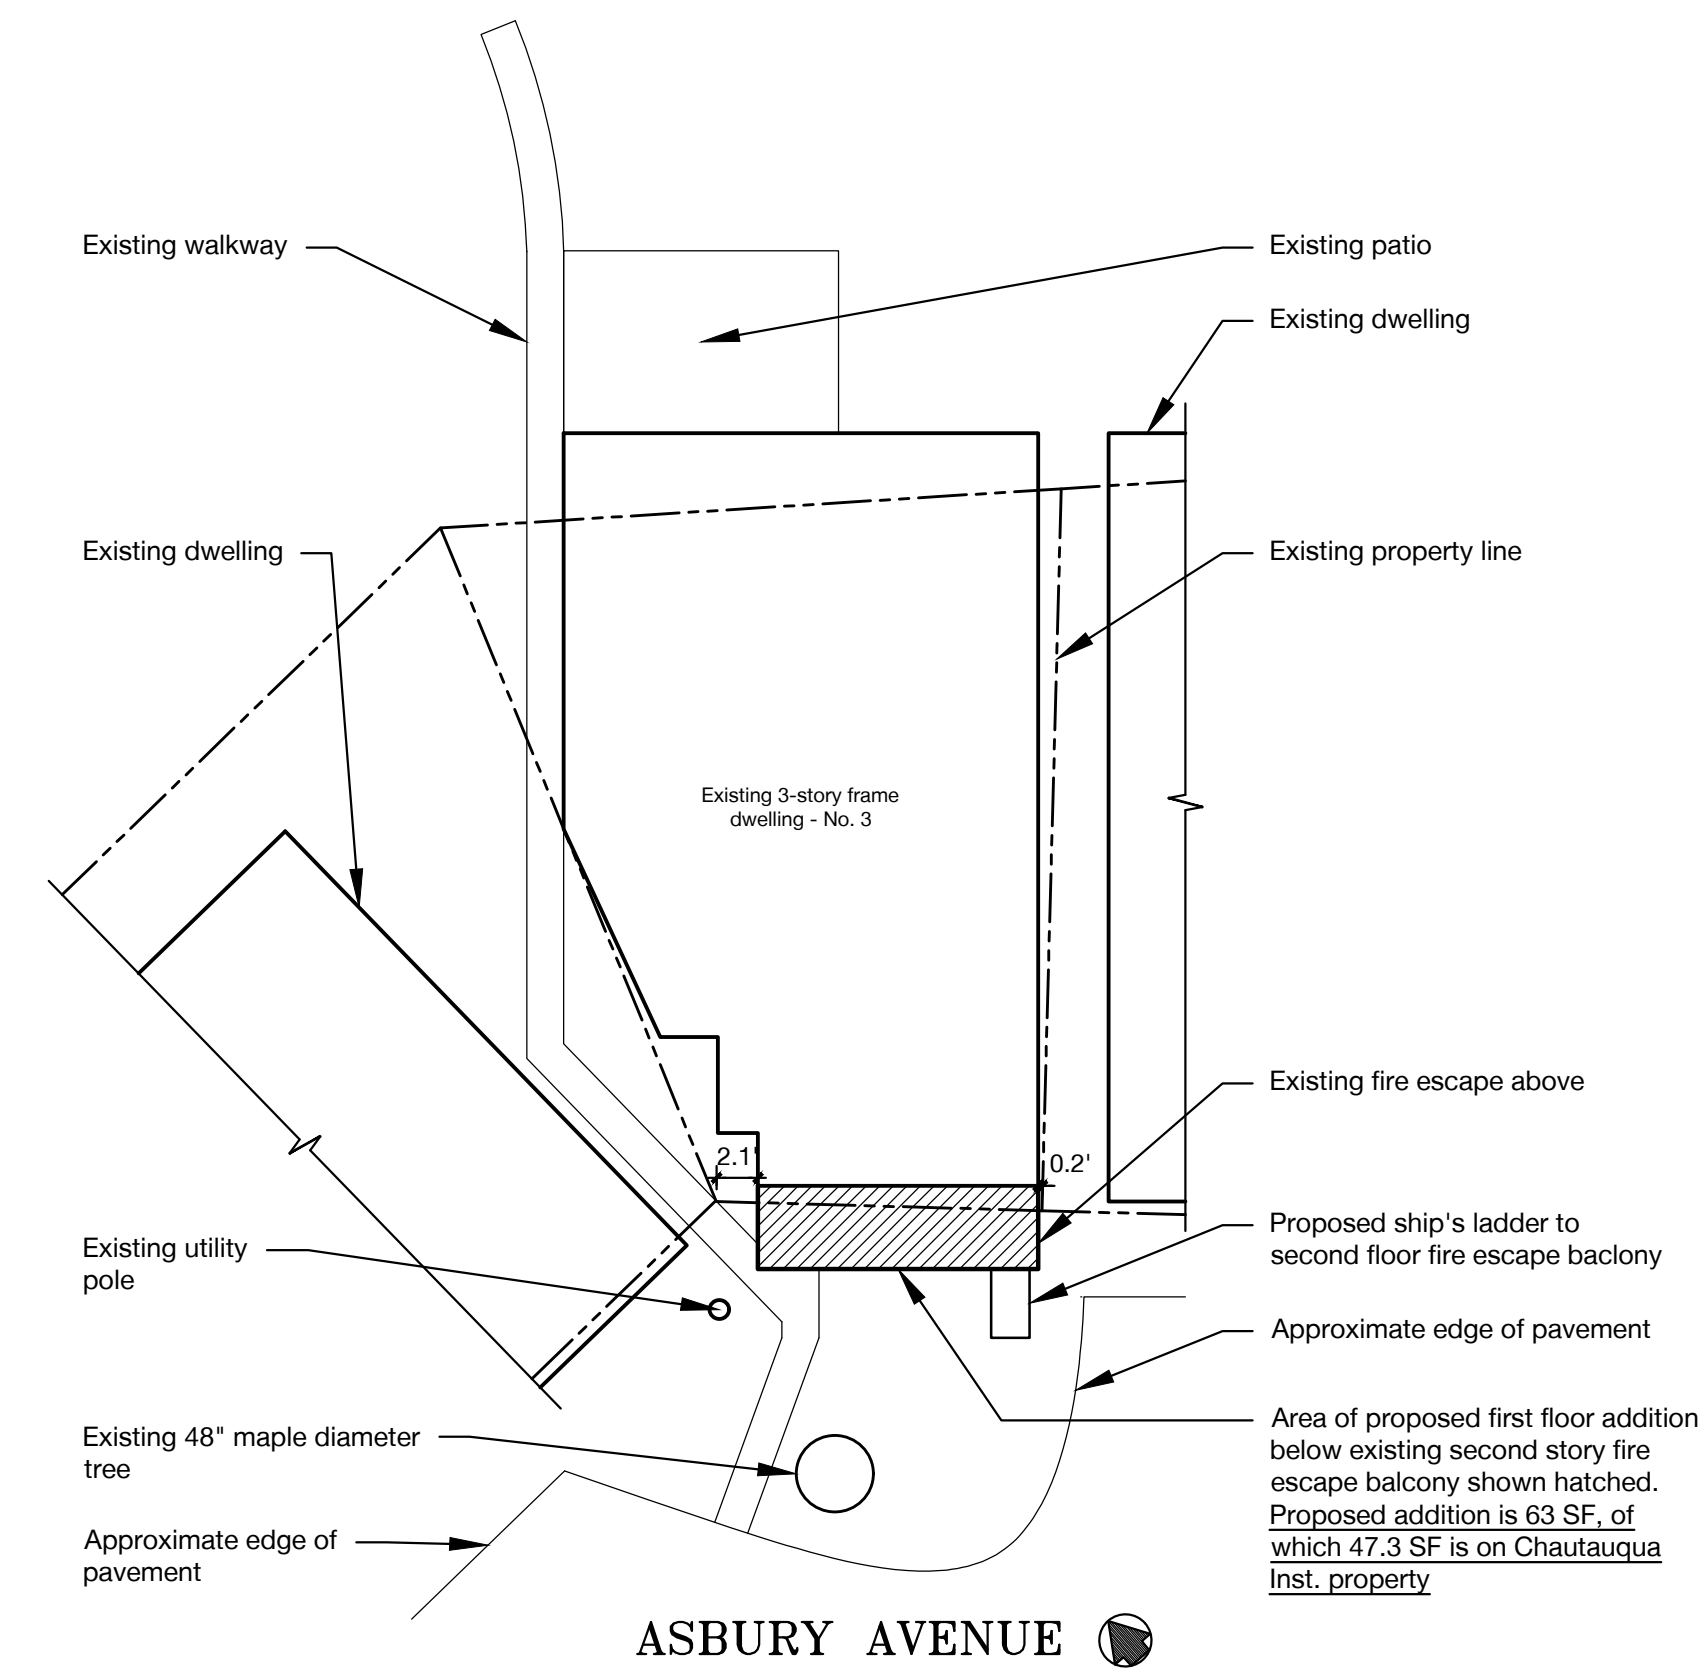 Existing walkway
Existing patio
Existing dwelling
Existing dwelling
Existing property line
Existing 3-story frame
dwelling - No. 3
Existing fire escape above
2.1'
0.2'
Proposed ship's ladder to
second floor fire escape baclony
Existing utility
pole
Approximate edge of pavement
Existing 48" maple diameter
tree
Area of proposed first floor addition
below existing second story fire
escape balcony shown hatched.
Proposed addition is 63 SF, of
which 47.3 SF is on Chautauqua
Inst. property
Approximate edge of
pavement
ASBURY AVENUE